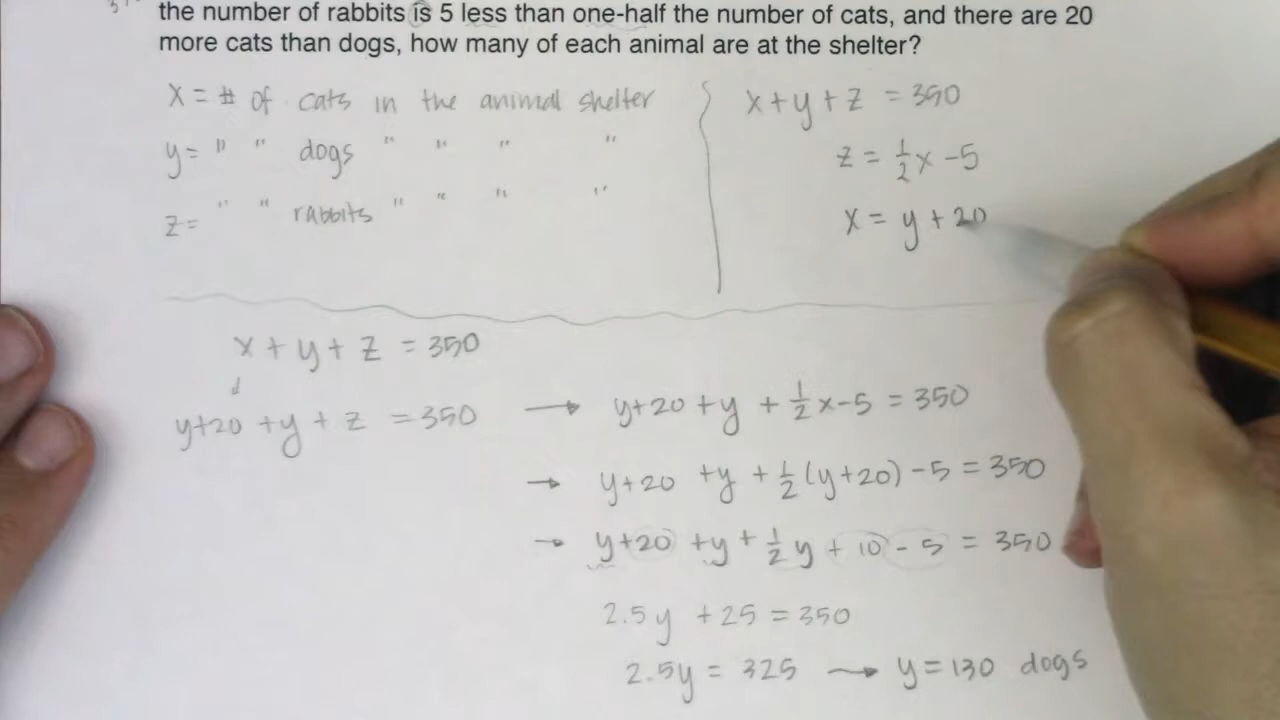 the number of rabbits is 5 less than one-half the number of cats, and there are 20
more cats than dogs, how many of each animal are at the shelter?
x = # of cats in the animal shelter
y = " " dogs " " " "
z = " " rabbits " " " "
x + y + z = 350
z = 1/2 x - 5
x = y + 20
x + y + z = 350
y+20 + y + z = 350 → y+20 + y + 1/2 x - 5 = 350
→ y+20 + y + 1/2 (y+20) - 5 = 350
→ y+20 + y + 1/2 y + 10 - 5 = 350
2.5y + 25 = 350
2.5y = 325 → y = 130 dogs